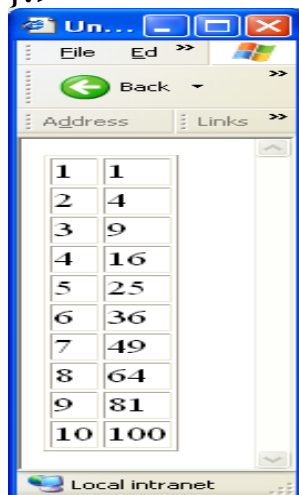 Un...
File Ed »
Back »
Address Links »
1 1
2 4
3 9
4 16
5 25
6 36
7 49
8 64
9 81
10 100
Local intranet